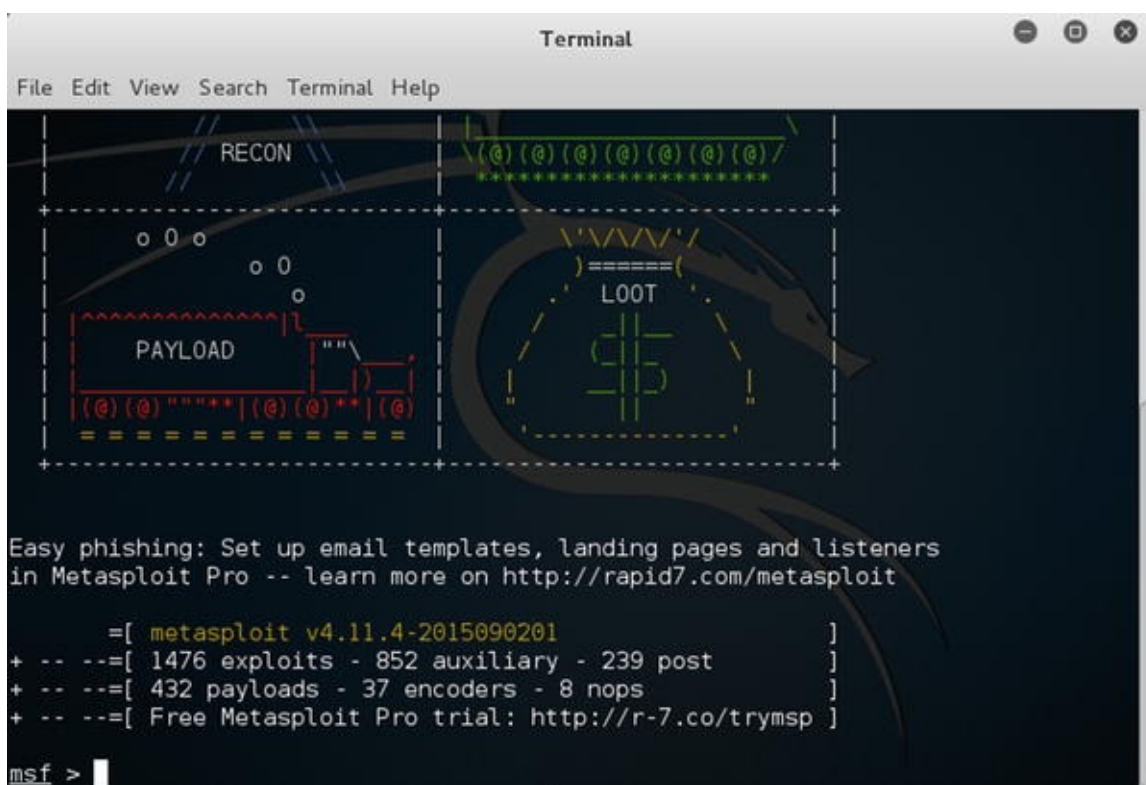 Terminal
File Edit View Search Terminal Help
RECON
\(@)(@)(@)(@)(@)(@)(@)/
*********************
o O o
o O
o
PAYLOAD
LOOT
|(@)(@)"""**|(@)(@)**|(@)
= = = = = = = = = = = =
Easy phishing: Set up email templates, landing pages and listeners
in Metasploit Pro -- learn more on http://rapid7.com/metasploit
=[ metasploit v4.11.4-2015090201 ]
+ -- --=[ 1476 exploits - 852 auxiliary - 239 post ]
+ -- --=[ 432 payloads - 37 encoders - 8 nops ]
+ -- --=[ Free Metasploit Pro trial: http://r-7.co/trymsp ]
msf >